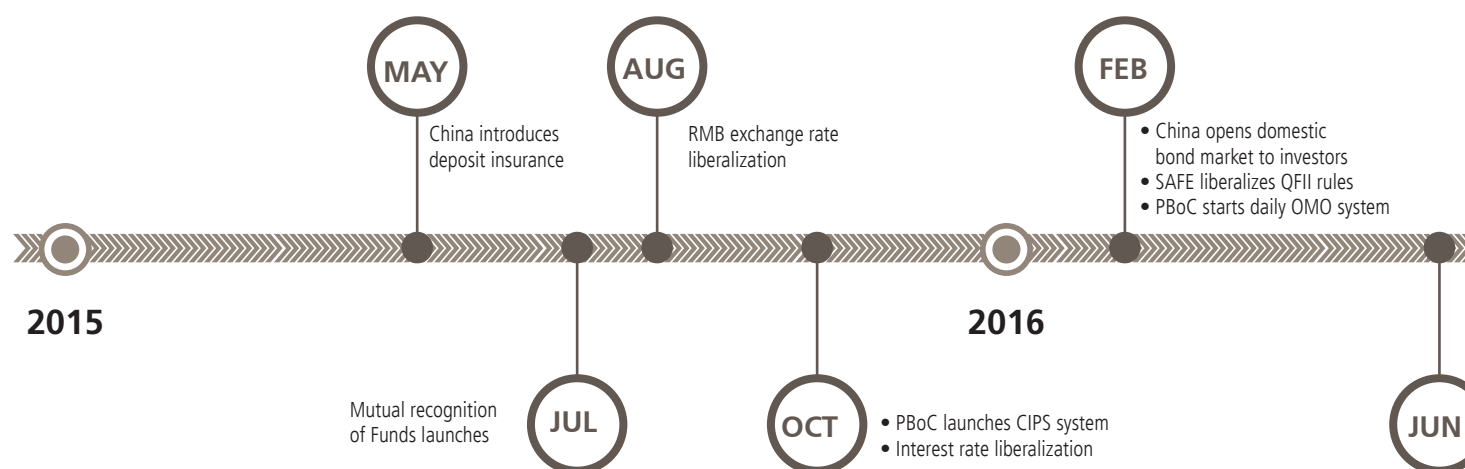 MAY
China introduces
deposit insurance
AUG
RMB exchange rate
liberalization
FEB
• China opens domestic
bond market to investors
• SAFE liberalizes QFII rules
• PBoC starts daily OMO system
2015
2016
Mutual recognition
of Funds launches
JUL
OCT
• PBoC launches CIPS system
• Interest rate liberalization
JUN